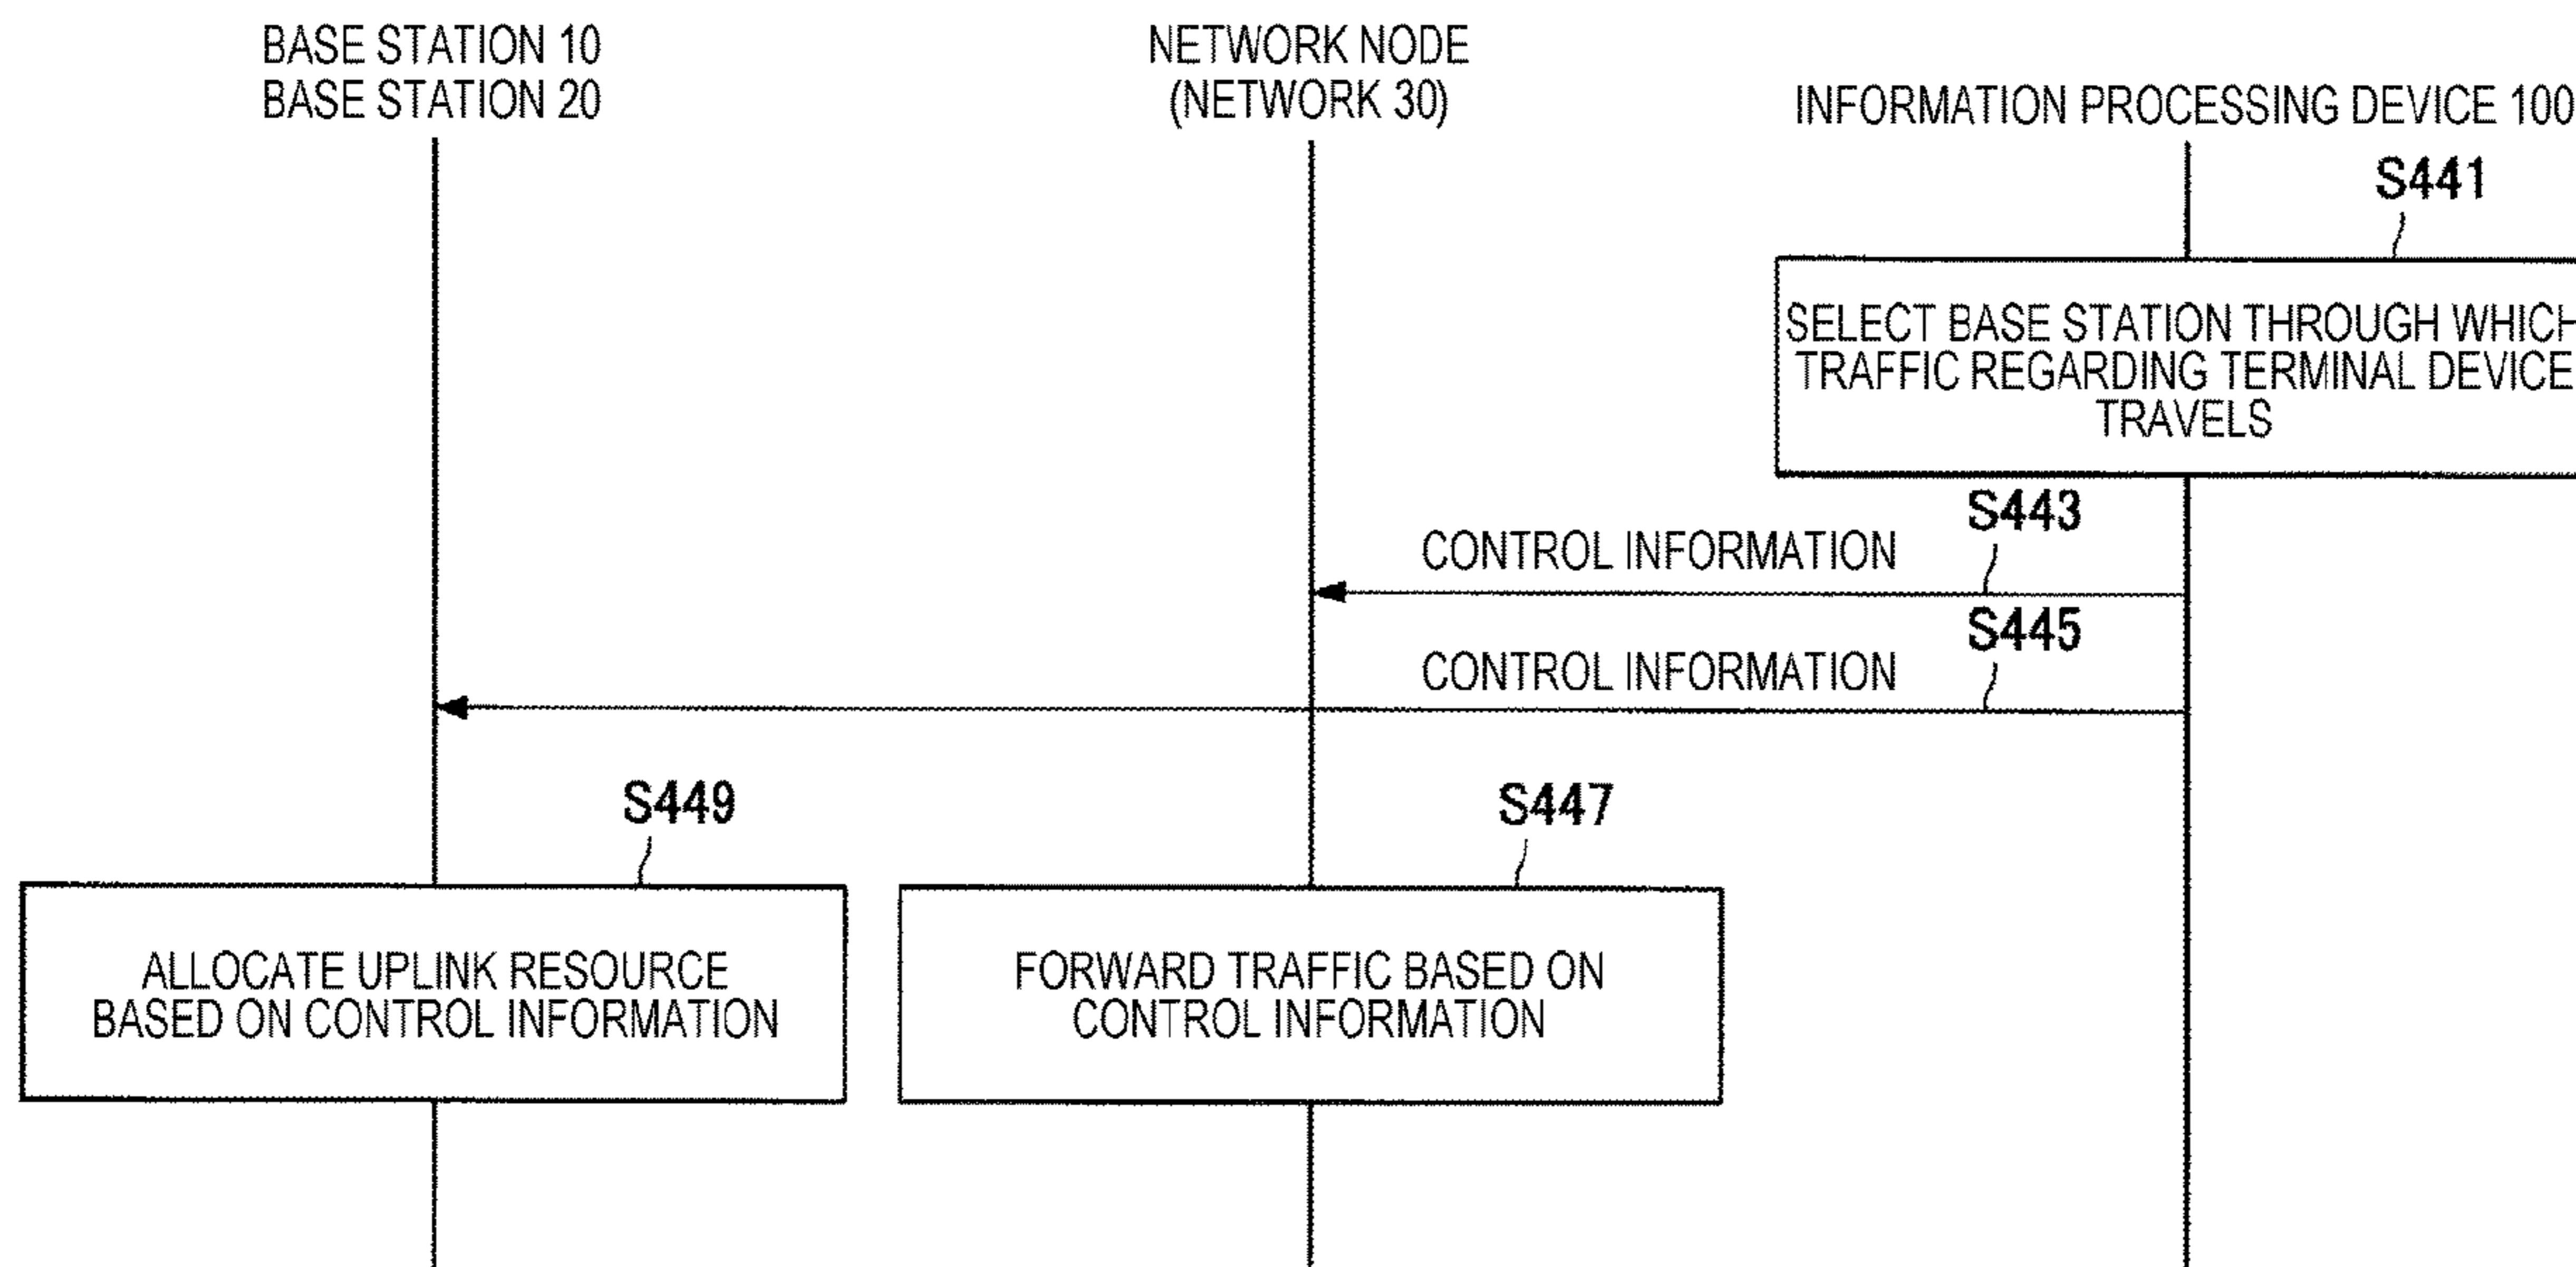 BASE STATION 10
BASE STATION 20
NETWORK NODE
(NETWORK 30)
INFORMATION PROCESSING DEVICE 100
S441
SELECT BASE STATION THROUGH WHICH
TRAFFIC REGARDING TERMINAL DEVICE
TRAVELS
S443
CONTROL INFORMATION
S445
CONTROL INFORMATION
S449
S447
ALLOCATE UPLINK RESOURCE
BASED ON CONTROL INFORMATION
FORWARD TRAFFIC BASED ON
CONTROL INFORMATION